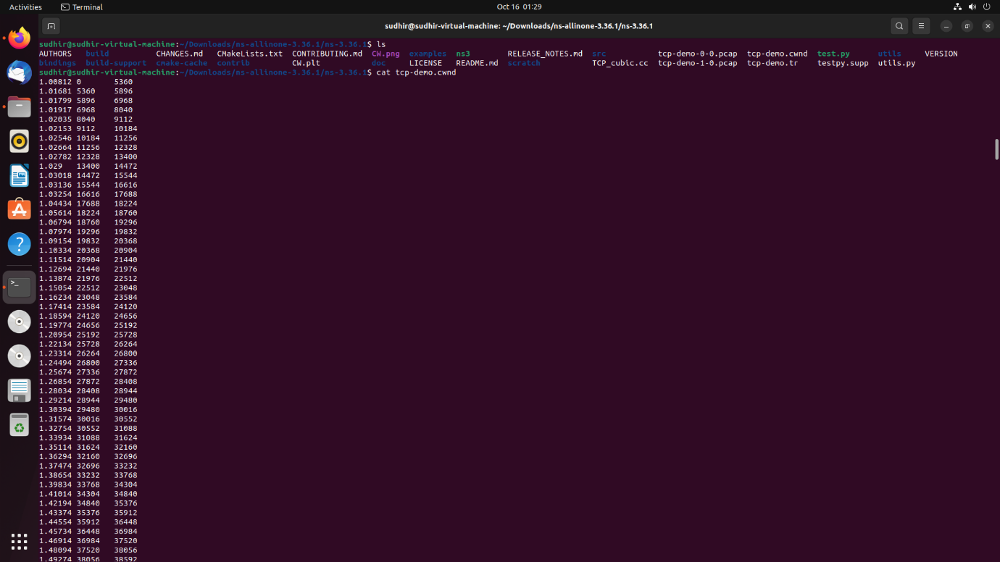 Activities Terminal Oct 16 01:29
sudhir@sudhir-virtual-machine: ~/Downloads/ns-allinone-3.36.1/ns-3.36.1
sudhir@sudhir-virtual-machine:~/Downloads/ns-allinone-3.36.1/ns-3.36.1$ ls
AUTHORS build CHANGES.md CMakeLists.txt CONTRIBUTING.md CW.png examples ns3 RELEASE_NOTES.md src tcp-demo-0-0.pcap tcp-demo.cwnd test.py utils VERSION
bindings build-support cmake-cache contrib CW.plt doc LICENSE README.md scratch TCP_cubic.cc tcp-demo-1-0.pcap tcp-demo.tr testpy.supp utils.py
sudhir@sudhir-virtual-machine:~/Downloads/ns-allinone-3.36.1/ns-3.36.1$ cat tcp-demo.cwnd
1.00812 0 5360
1.01681 5360 5896
1.01799 5896 6968
1.01917 6968 8040
1.02035 8040 9112
1.02153 9112 10184
1.02546 10184 11256
1.02664 11256 12328
1.02782 12328 13400
1.029 13400 14472
1.03018 14472 15544
1.03136 15544 16616
1.03254 16616 17688
1.04434 17688 18224
1.05614 18224 18760
1.06794 18760 19296
1.07974 19296 19832
1.09154 19832 20368
1.10334 20368 20904
1.11514 20904 21440
1.12694 21440 21976
1.13874 21976 22512
1.15054 22512 23048
1.16234 23048 23584
1.17414 23584 24120
1.18594 24120 24656
1.19774 24656 25192
1.20954 25192 25728
1.22134 25728 26264
1.23314 26264 26800
1.24494 26800 27336
1.25674 27336 27872
1.26854 27872 28408
1.28034 28408 28944
1.29214 28944 29480
1.30394 29480 30016
1.31574 30016 30552
1.32754 30552 31088
1.33934 31088 31624
1.35114 31624 32160
1.36294 32160 32696
1.37474 32696 33232
1.38654 33232 33768
1.39834 33768 34304
1.41014 34304 34840
1.42194 34840 35376
1.43374 35376 35912
1.44554 35912 36448
1.45734 36448 36984
1.46914 36984 37520
1.48094 37520 38056
1.49274 38056 38592